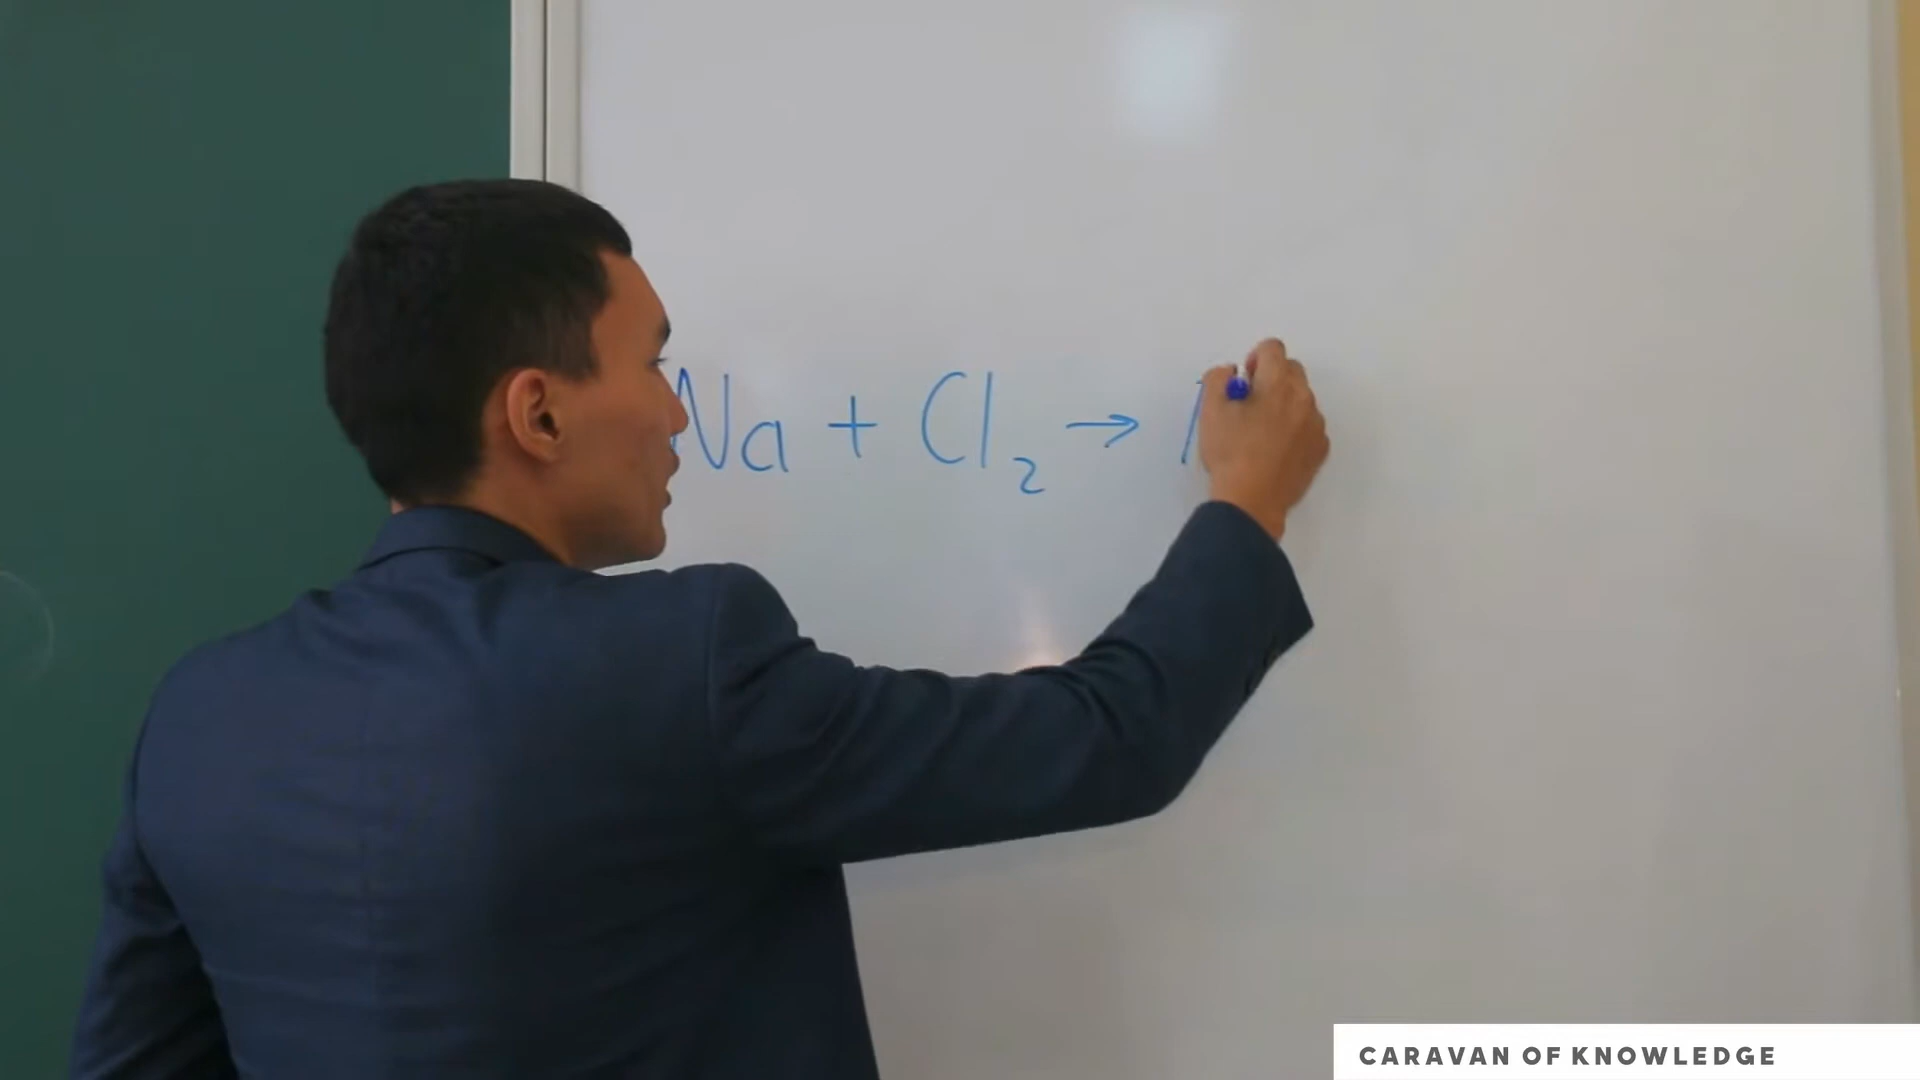 Na + Cl₂ →
CARAVAN OF KNOWLEDGE